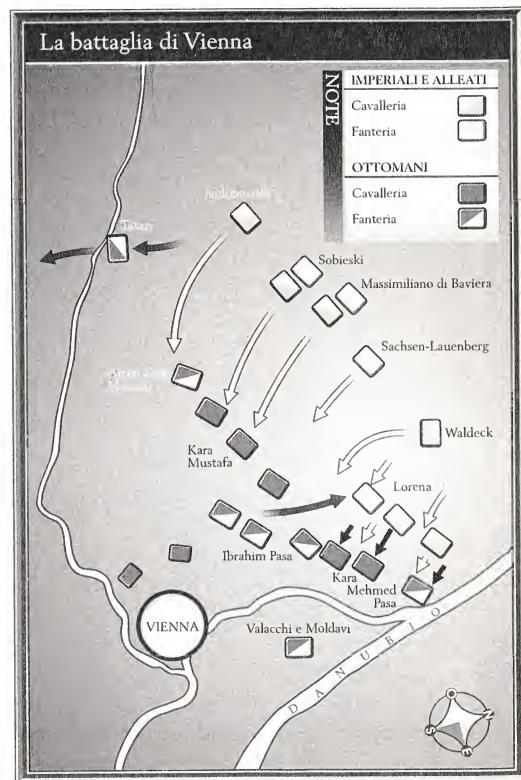 La battaglia di Vienna
NOTE
IMPERIALI E ALLEATI
Cavalleria
Fanteria
OTTOMANI
Cavalleria
Fanteria
Sobieski
Massimiliano di Baviera
Sachsen-Lauenberg
Waldeck
Kara
Mustafa
Lorena
Ibrahim Pasa
Kara
Mehmed
Pasa
VIENNA
Valacchi e Moldavi
DANUBIO
O
N
S
E